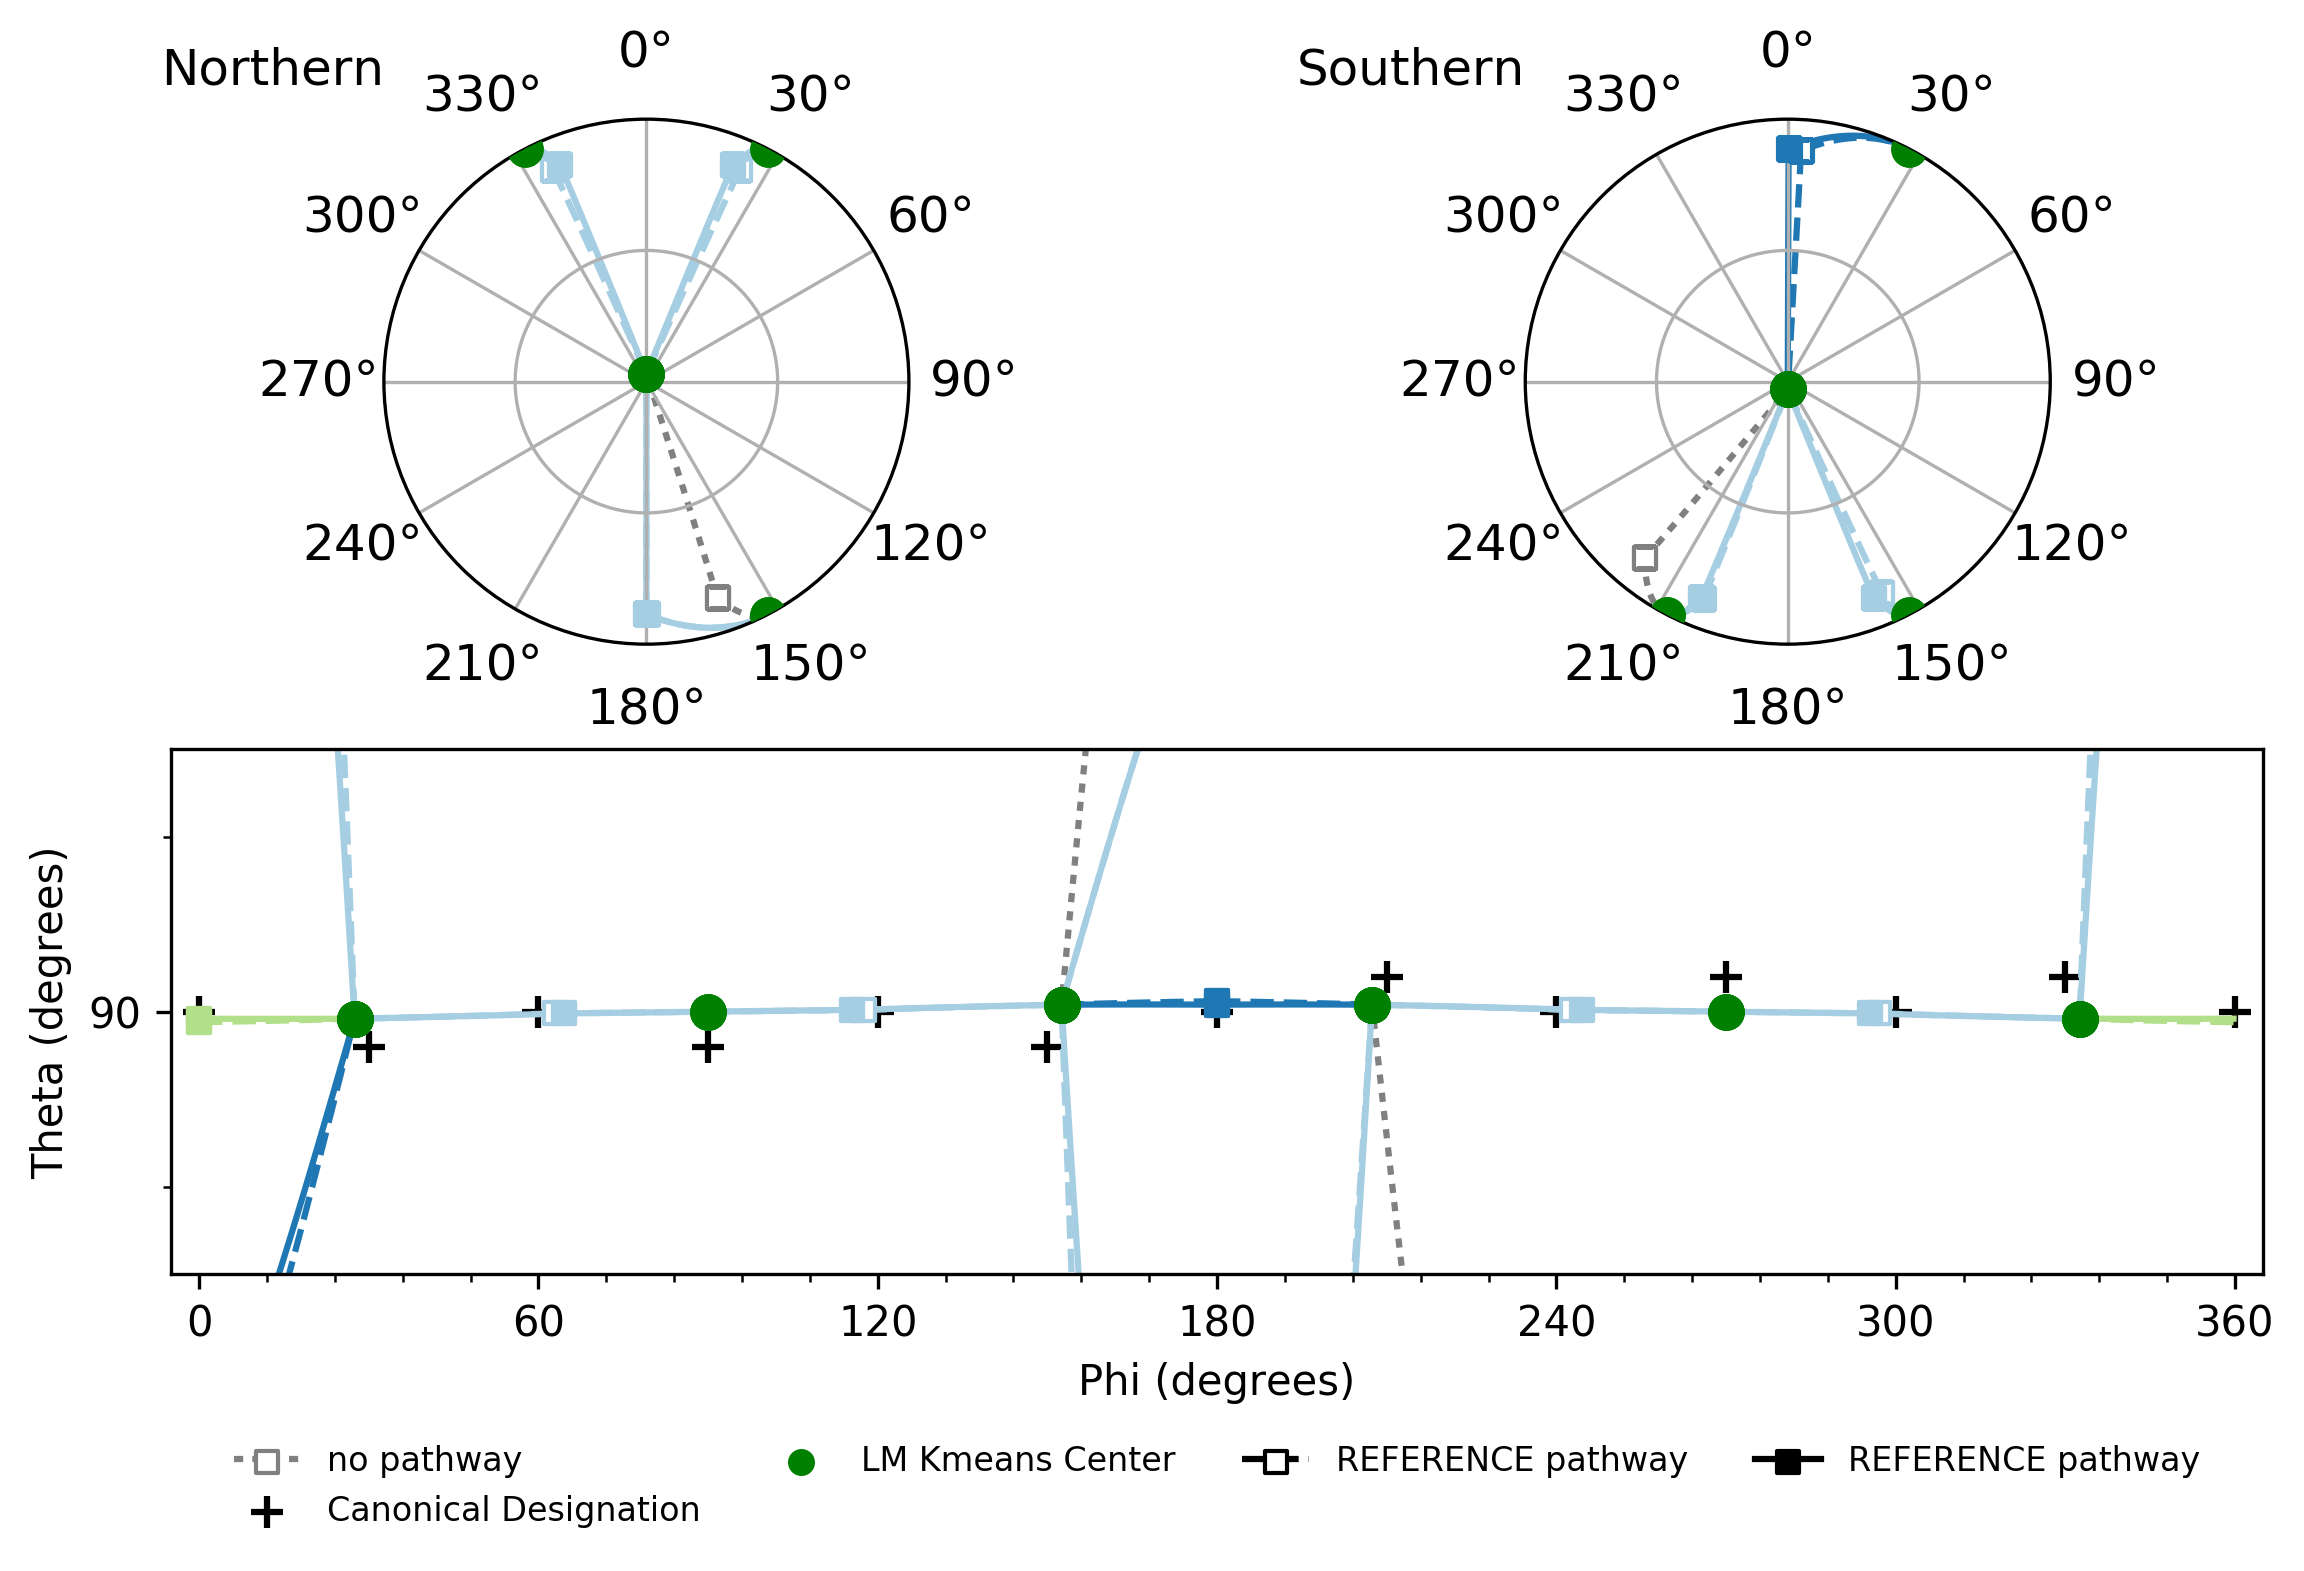 Northern
0°
30°
60°
90°
120°
150°
180°
210°
240°
270°
300°
330°
Southern
0°
30°
60°
90°
120°
150°
180°
210°
240°
270°
300°
330°
Theta (degrees)
90
0 60 120 180 240 300 360
Phi (degrees)
no pathway
Canonical Designation
LM Kmeans Center
REFERENCE pathway
REFERENCE pathway